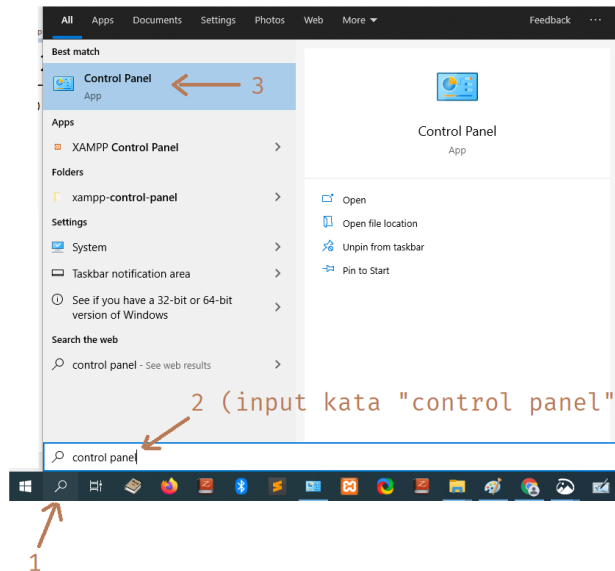 All Apps Documents Settings Photos Web More Feedback ···
Best match
Control Panel
App
3
Control Panel
App
Apps
XAMPP Control Panel
Folders
xampp-control-panel
Settings
System
Taskbar notification area
See if you have a 32-bit or 64-bit
version of Windows
Search the web
control panel - See web results
Open
Open file location
Unpin from taskbar
Pin to Start
2 (input kata "control panel"
control panel
1